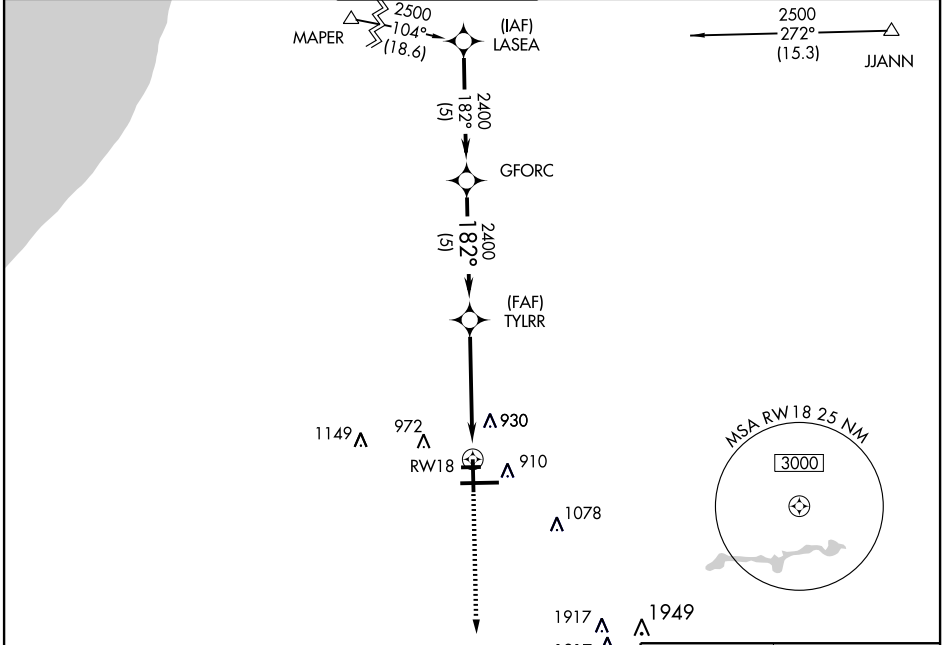 2500
104°
(18.6)
MAPER
(IAF)
LASEA
2500
272°
(15.3)
JJANN
2400
182°
(5)
GFORC
2400
182°
(5)
(FAF)
TYLRR
930
1149
972
RW18
910
1078
MSA RW18 25 NM
3000
1917
1949